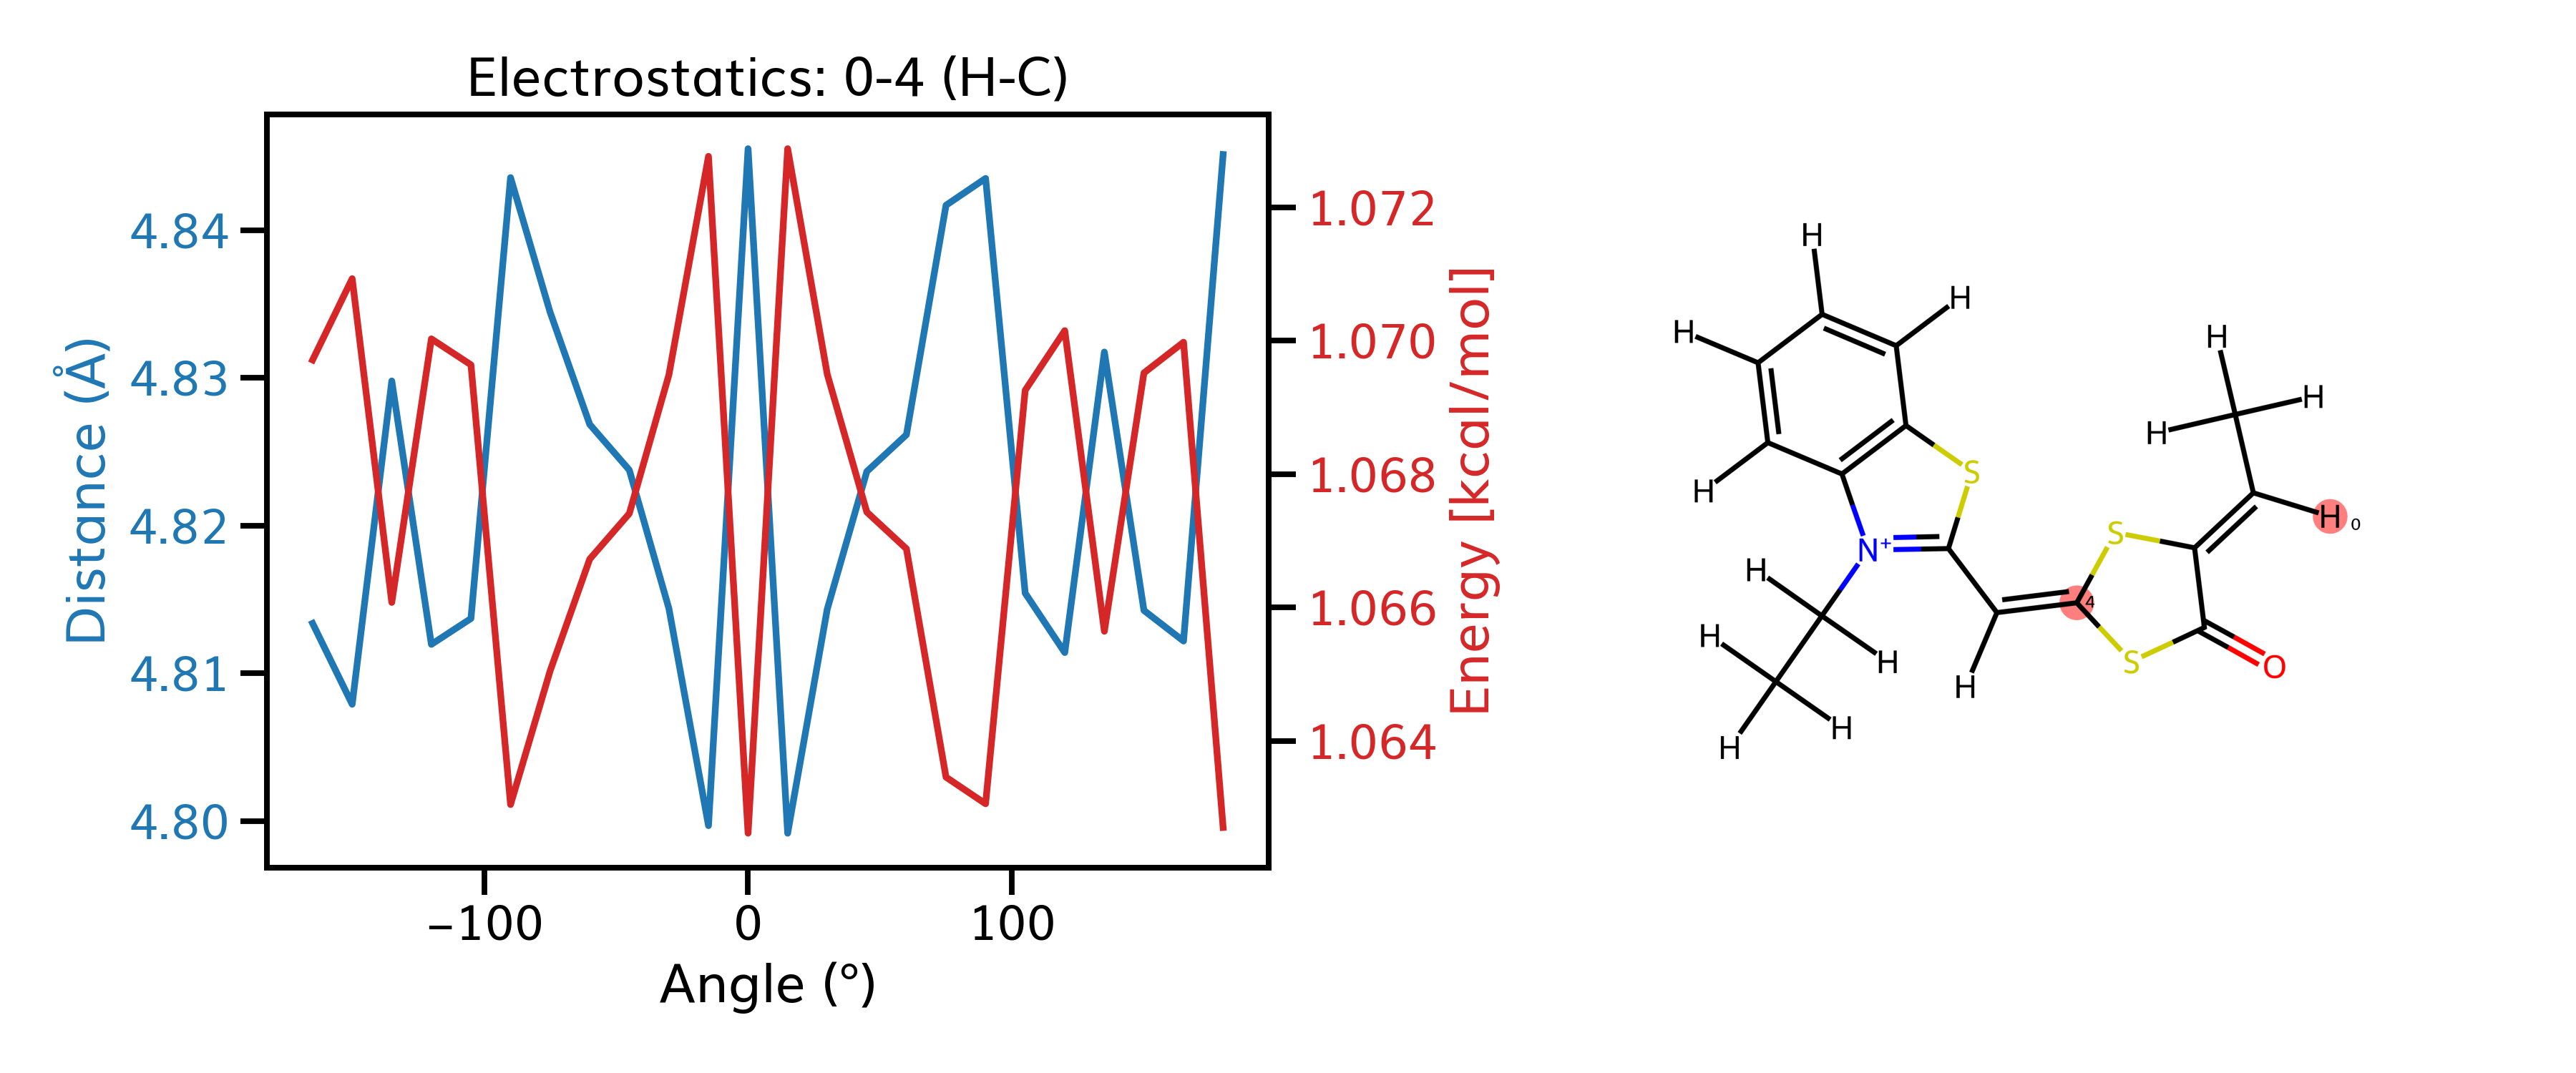 Electrostatics: 0-4 (H-C)
Distance (Å)
4.84
4.83
4.82
4.81
4.80
−100
0
100
Angle (°)
1.072
1.070
1.068
1.066
1.064
Energy [kcal/mol]
H
H
H
H
H
H
H
S
S
H 0
N+
H
4
H
H
S
O
H
H
H